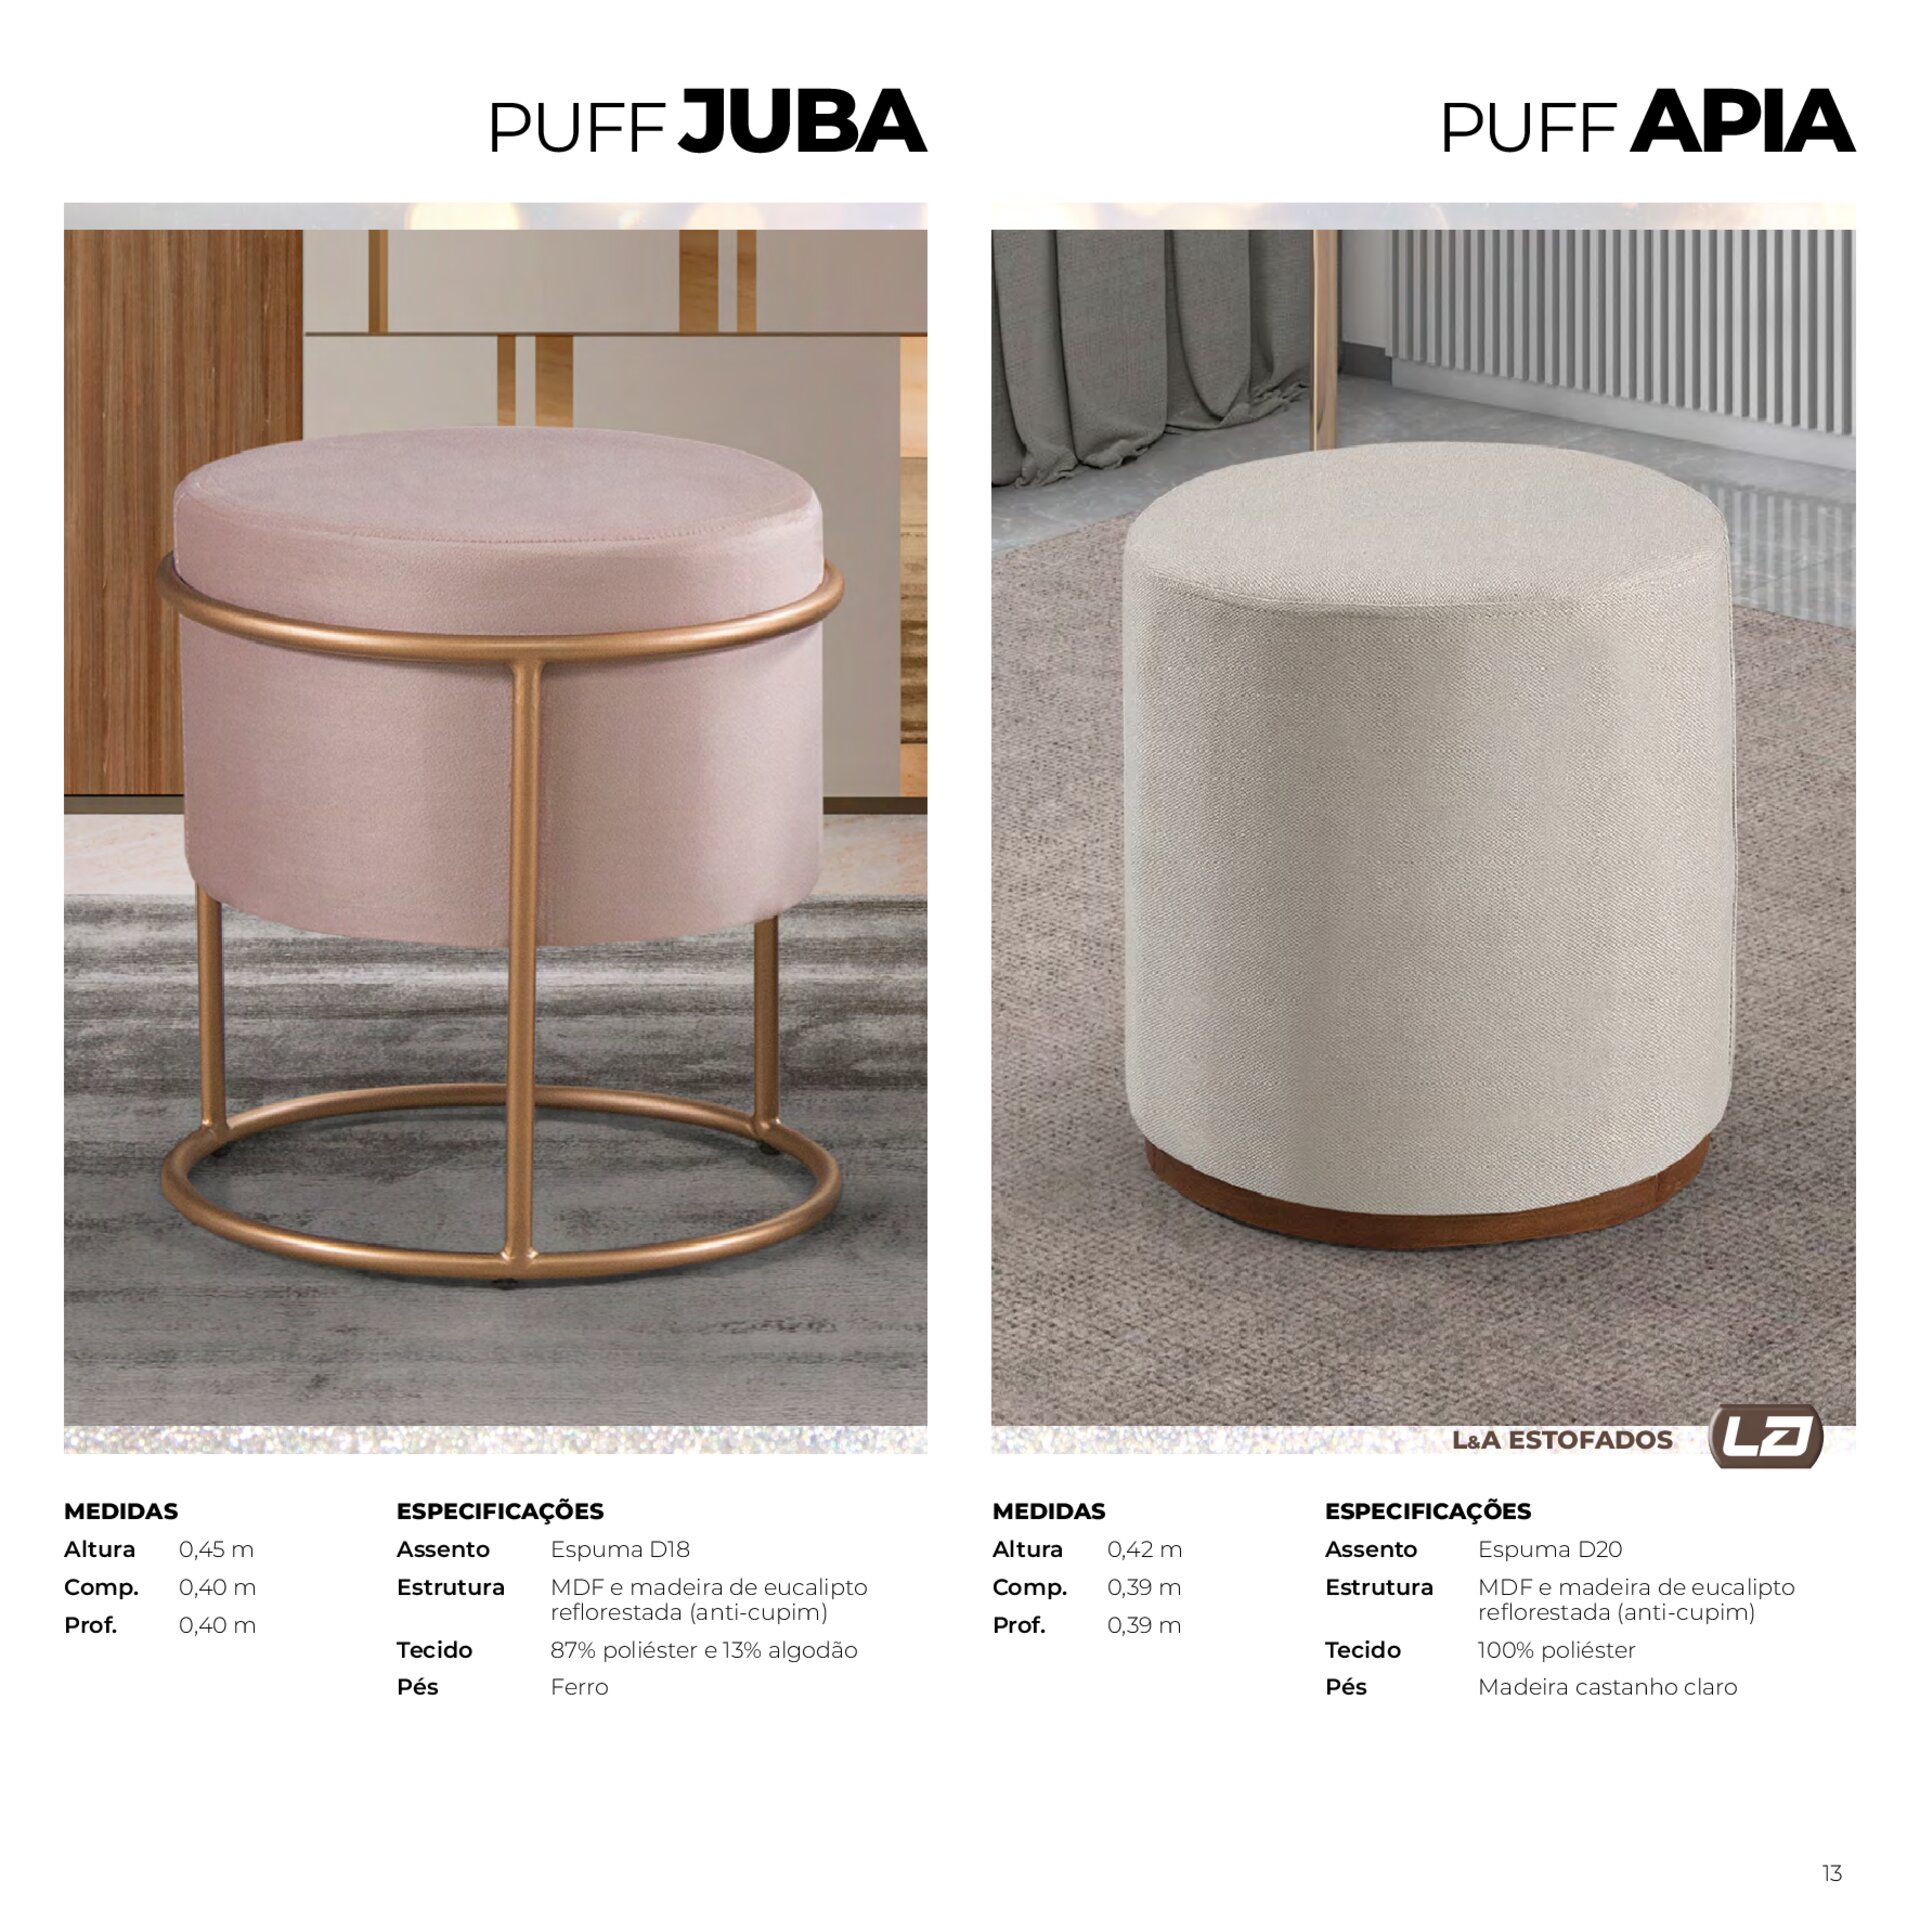 PUFF JUBA
MEDIDAS
Altura 0,45 m
Comp. 0,40 m
Prof. 0,40 m
ESPECIFICAÇÕES
Assento Espuma D18
Estrutura MDF e madeira de eucalipto
reflorestada (anti-cupim)
Tecido 87% poliéster e 13% algodão
Pés Ferro
PUFF APIA
L&A ESTOFADOS
LA
MEDIDAS
Altura 0,42 m
Comp. 0,39 m
Prof. 0,39 m
ESPECIFICAÇÕES
Assento Espuma D20
Estrutura MDF e madeira de eucalipto
reflorestada (anti-cupim)
Tecido 100% poliéster
Pés Madeira castanho claro
13